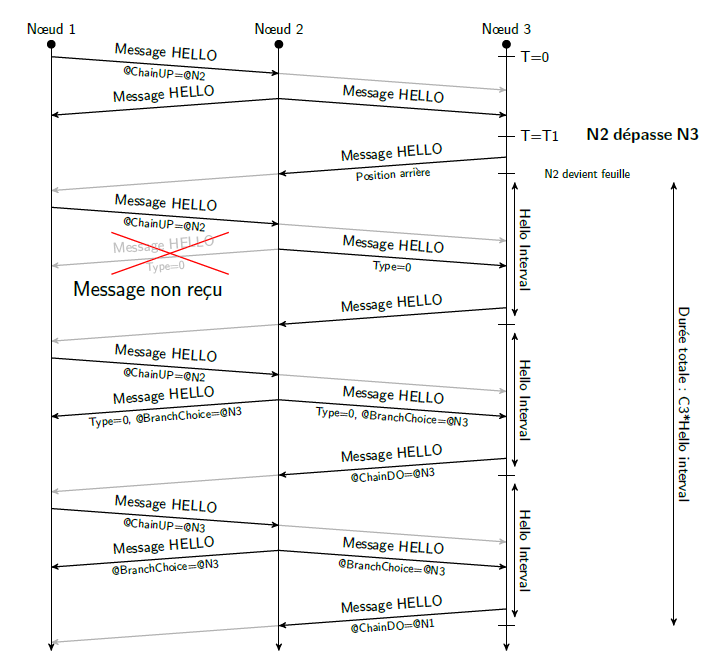 Nœud 1
Nœud 2
Nœud 3
Message HELLO
@ChainUP=@N2
T=0
Message HELLO
Message HELLO
T=T1
N2 dépasse N3
Message HELLO
Position arrière
N2 devient feuille
Message HELLO
@ChainUP=@N2
Hello Interval
Message HELLO
Type=0
Message HELLO
Type=0
Message non reçu
Message HELLO
Durée totale : C3*Hello interval
Message HELLO
@ChainUP=@N2
Hello Interval
Message HELLO
Type=0, @BranchChoice=@N3
Message HELLO
Type=0, @BranchChoice=@N3
Message HELLO
@ChainDO=@N3
Message HELLO
@ChainUP=@N3
Hello Interval
Message HELLO
@BranchChoice=@N3
Message HELLO
@BranchChoice=@N3
Message HELLO
@ChainDO=@N1